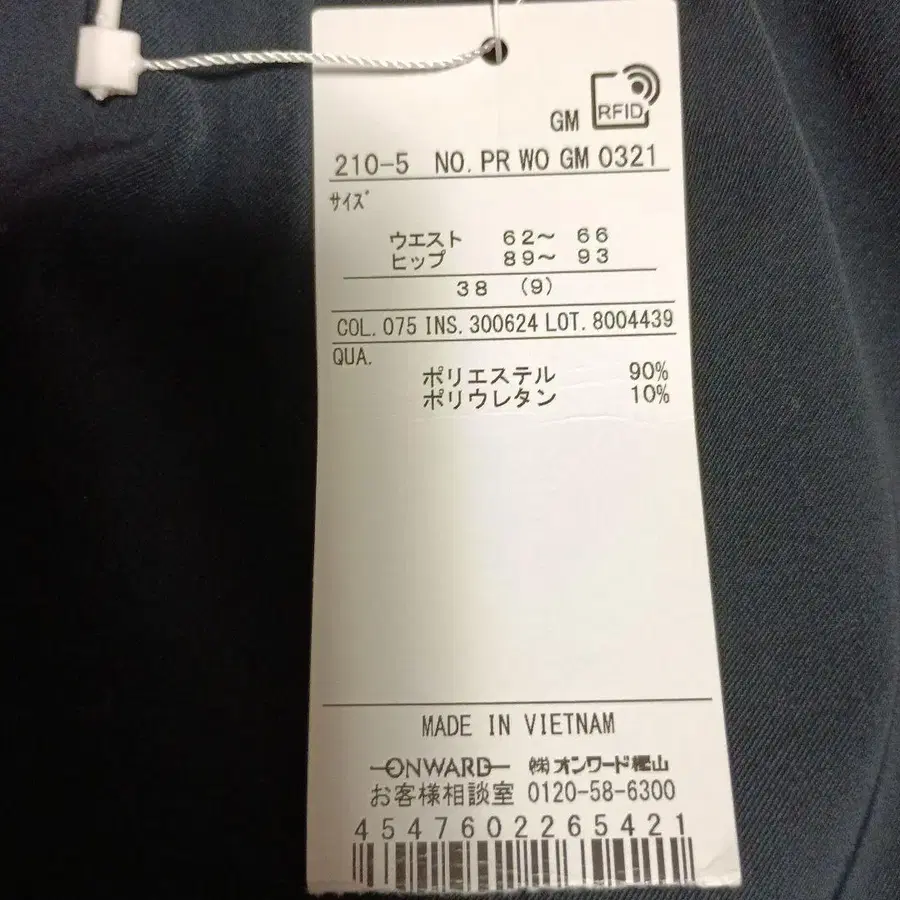 RFID
GM
210-5 NO. PR WO GM 0321
サイズ
ウエスト 62〜 66
ヒップ 89〜 93
38 (9)
COL. 075 INS. 300624 LOT. 8004439
QUA.
ポリエステル 90%
ポリウレタン 10%
MADE IN VIETNAM
ONWARD ㈱オンワード樫山
お客様相談室 0120-58-6300
4547602265421